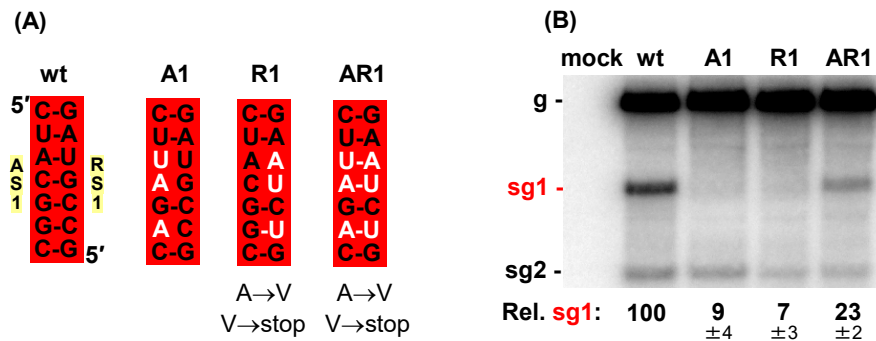 (A)
wt
5′
C-G
U-A
A-U
C-G
G-C
G-C
C-G
5′
AS1
RS1
A1
C-G
U A
U U
A G
G C
A C
C-G
R1
C-G
U A
A A
C U
G C
G-U
C G
A→V
V→stop
AR1
C-G
U-A
U-A
A-U
G-C
A-U
C-G
A→V
V→stop
(B)
mock wt A1 R1 AR1
g -
sg1 -
sg2 -
Rel. sg1: 100 9 7 23
±4 ±3 ±2